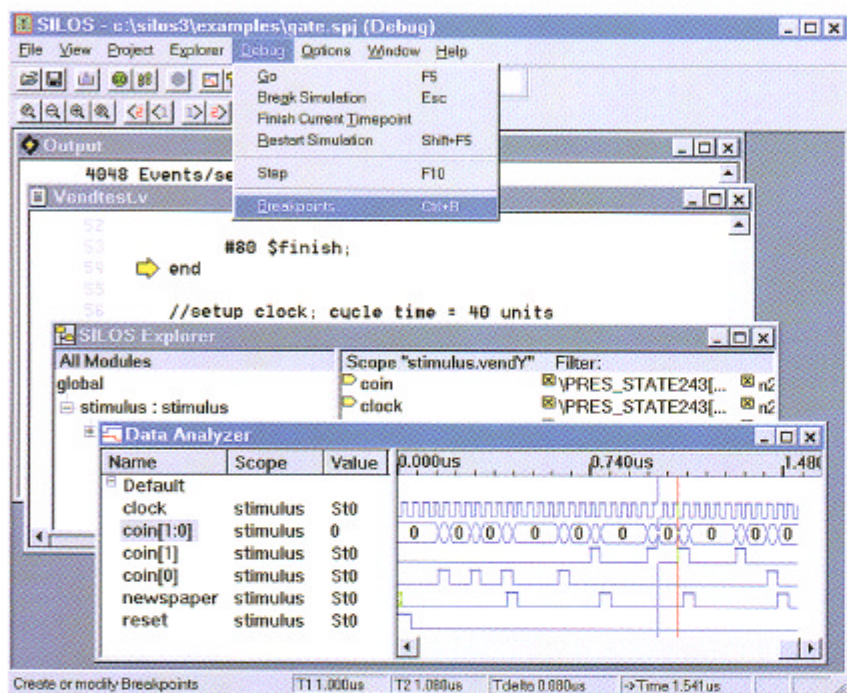 SILOS - c:\silus3\examples\gate.spj (Debug)
File View Project Explorer Debug Options Window Help
Go F5
Break Simulation Esc
Finish Current Timepoint
Restart Simulation Shift+F5
Step F10
Breakpoints Ctrl+B
Output
4048 Events/se
Vendtest.v
52
53 #80 $finish;
54 end
55
56 //setup clock; cycle time = 40 units
SILOS Explorer
All Modules
global
stimulus : stimulus
Scope "stimulus.vendY" Filter:
coin \PRES_STATE243[... n2
clock \PRES_STATE243[... n2
Data Analyzer
Name Scope Value 0.000us 0.740us 1.480
Default
clock stimulus St0
coin[1:0] stimulus 0 0 0 0 0 0 0 0 0 0 0
coin[1] stimulus St0
coin[0] stimulus St0
newspaper stimulus St0
reset stimulus St0
Create or modify Breakpoints T1 1.000us T2 1.080us Tdelta 0.080us ->Time 1.541us